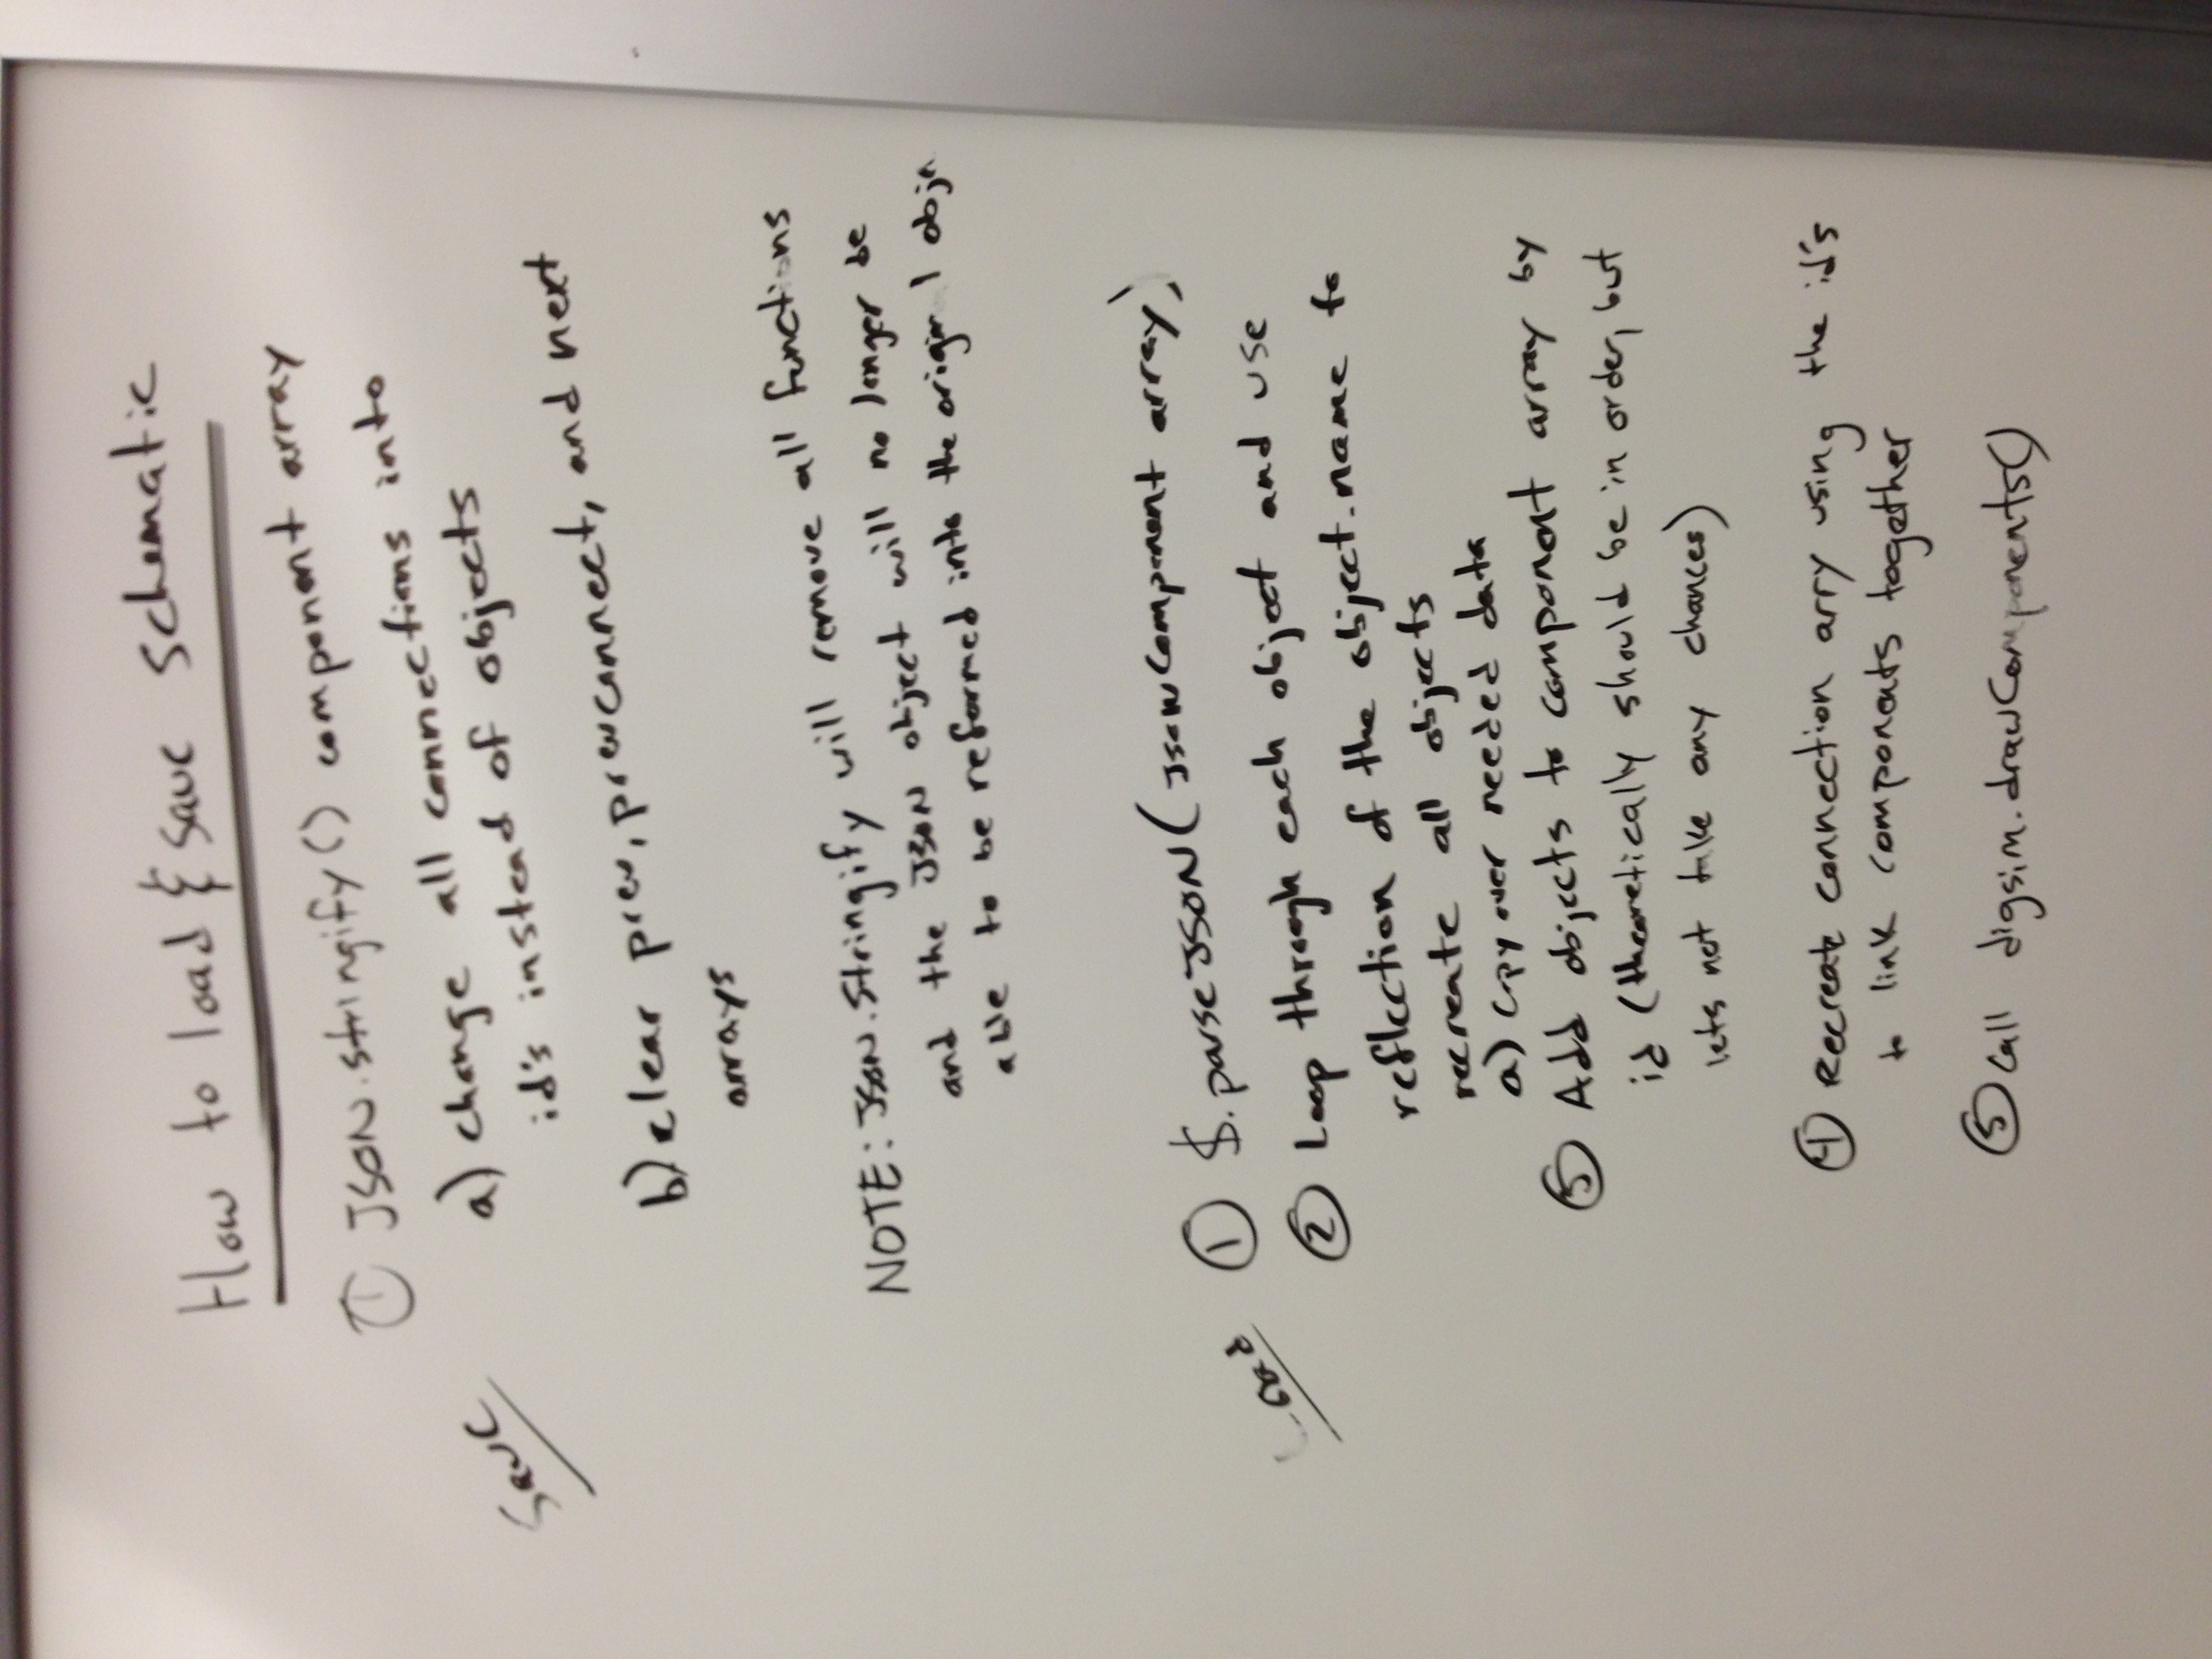 How to load & save schematic
① JSON.stringify() component array
Save
a) change all connections into
id's instead of objects
b) clear prev, prevconnect, and next
arrays
NOTE: JSON.Stringify will remove all functions
and the JSON object will no longer be
able to be reformed into the origin l obje
Load
① $.parseJSON( JSON Component array)
② Loop through each object and use
reflection of the object.name to
recreate all objects
a) copy over needed data
③ Add objects to component array by
id (theoretically should be in order, but
lets not take any chances)
④ Recreate connection arry using the id's
to link components together
⑤ Call digsim.drawComponents()